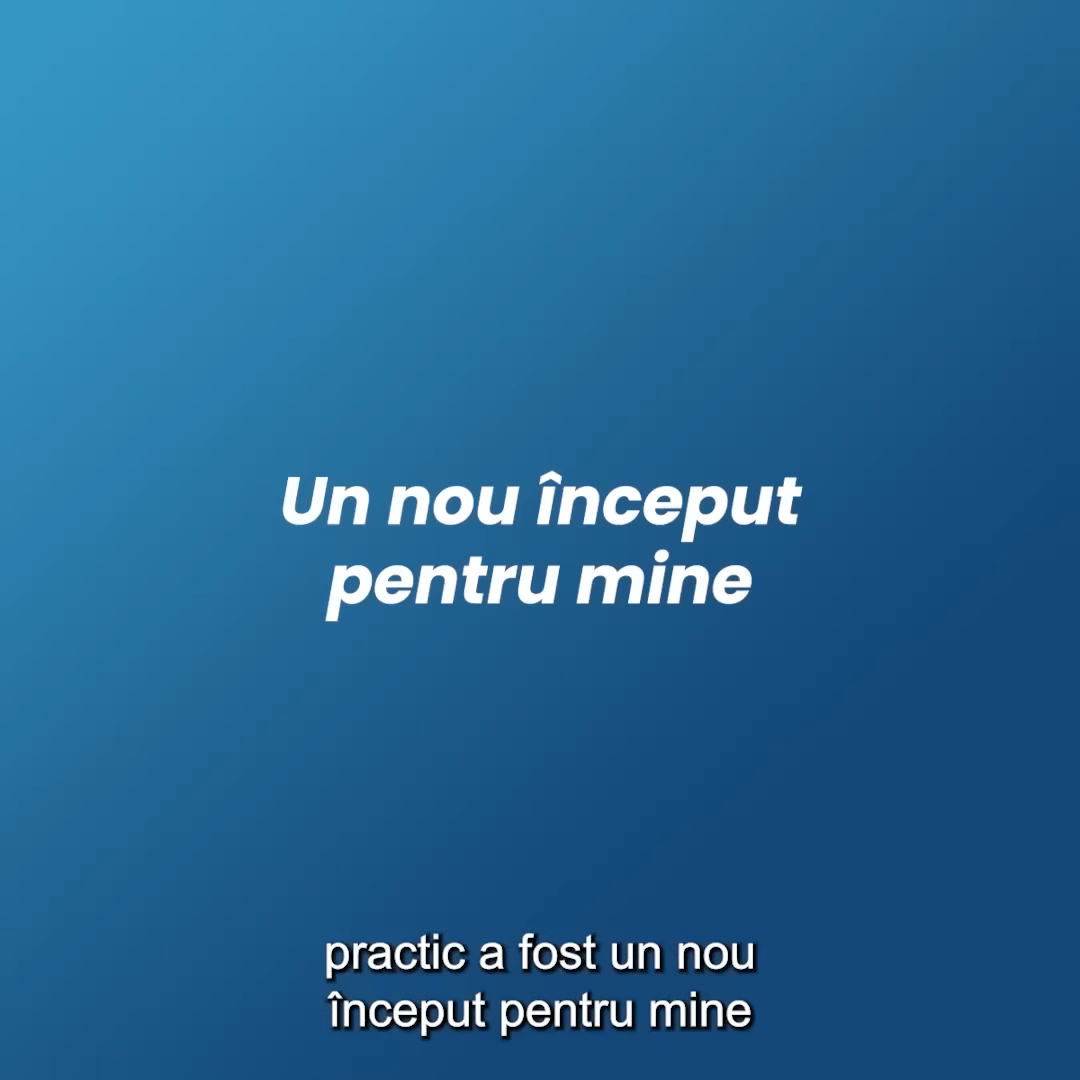 Un nou început
pentru mine
practic a fost un nou
început pentru mine